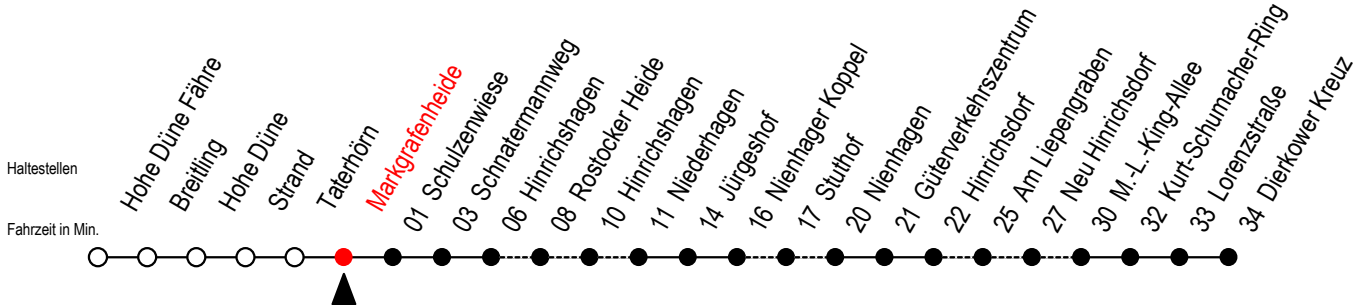 Haltestellen
Fahrzeit in Min.
Hohe Düne Fähre
Breitling
Hohe Düne
Strand
Taterhörn
Markgrafenheide
01 Schulzenwiese
03 Schnatermannweg
06 Hinrichshagen
08 Rostocker Heide
10 Hinrichshagen
11 Niederhagen
14 Jürgeshof
16 Nienhager Koppel
17 Stuthof
20 Nienhagen
21 Güterverkehrszentrum
22 Hinrichsdorf
25 Am Liepengraben
27 Neu Hinrichsdorf
30 M.-L.-King-Allee
32 Kurt-Schumacher-Ring
33 Lorenzstraße
34 Dierkower Kreuz